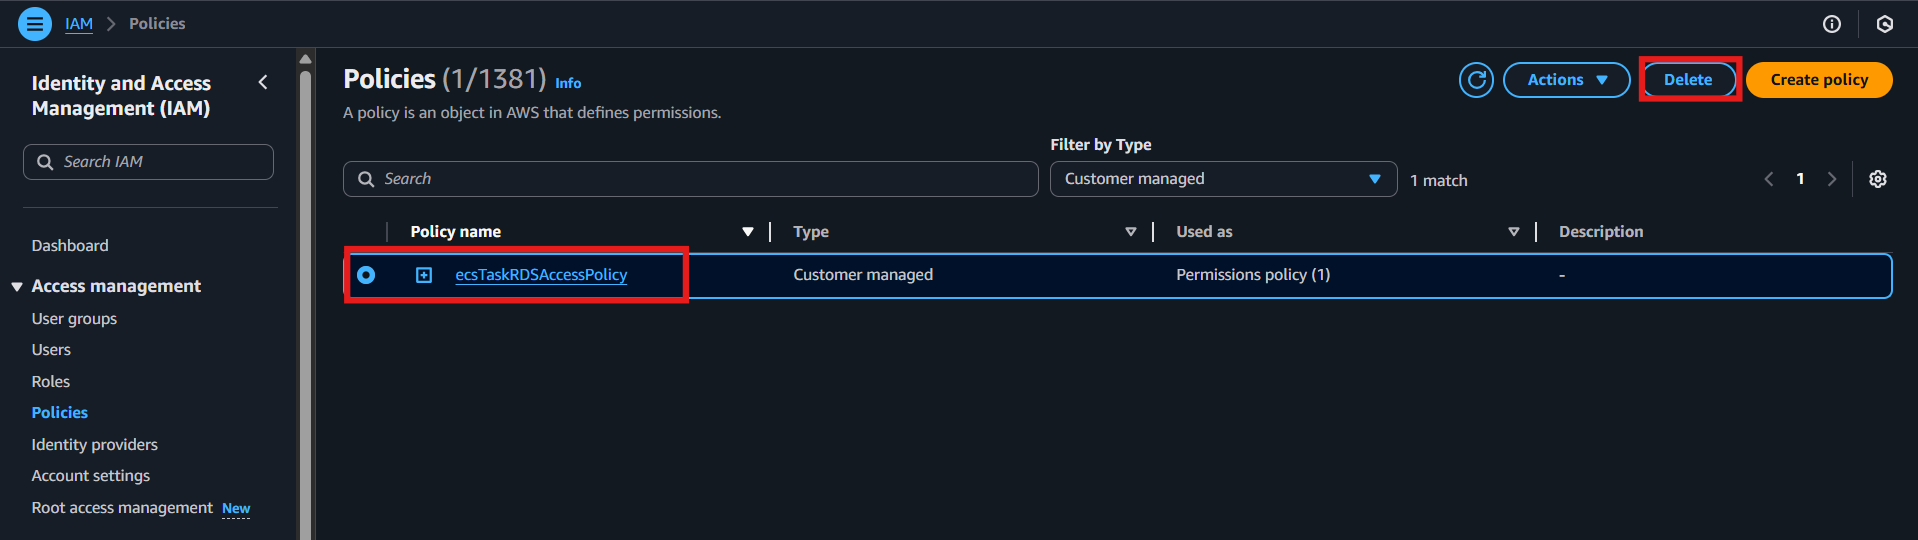 IAM > Policies
Identity and Access
Management (IAM)
Search IAM
Dashboard
Access management
User groups
Users
Roles
Policies
Identity providers
Account settings
Root access management New
Policies (1/1381) Info
A policy is an object in AWS that defines permissions.
Actions
Delete
Create policy
Filter by Type
Search
Customer managed
1 match
1
Policy name Type Used as Description
ecsTaskRDSAccessPolicy Customer managed Permissions policy (1) -